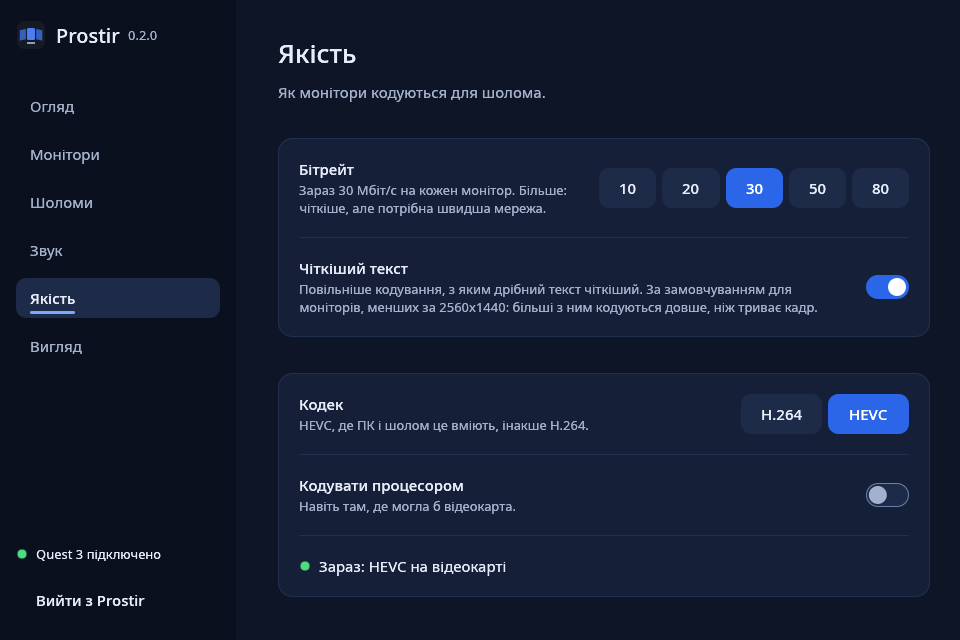 Prostir 0.2.0
Огляд
Монітори
Шоломи
Звук
Якість
Вигляд
Quest 3 підключено
Вийти з Prostir
Якість
Як монітори кодуються для шолома.
Бітрейт
Зараз 30 Мбіт/с на кожен монітор. Більше:
чіткіше, але потрібна швидша мережа.
10 20 30 50 80
Чіткіший текст
Повільніше кодування, з яким дрібний текст чіткіший. За замовчуванням для
моніторів, менших за 2560x1440: більші з ним кодуються довше, ніж триває кадр.
Кодек
HEVC, де ПК і шолом це вміють, інакше H.264.
H.264 HEVC
Кодувати процесором
Навіть там, де могла б відеокарта.
Зараз: HEVC на відеокарті